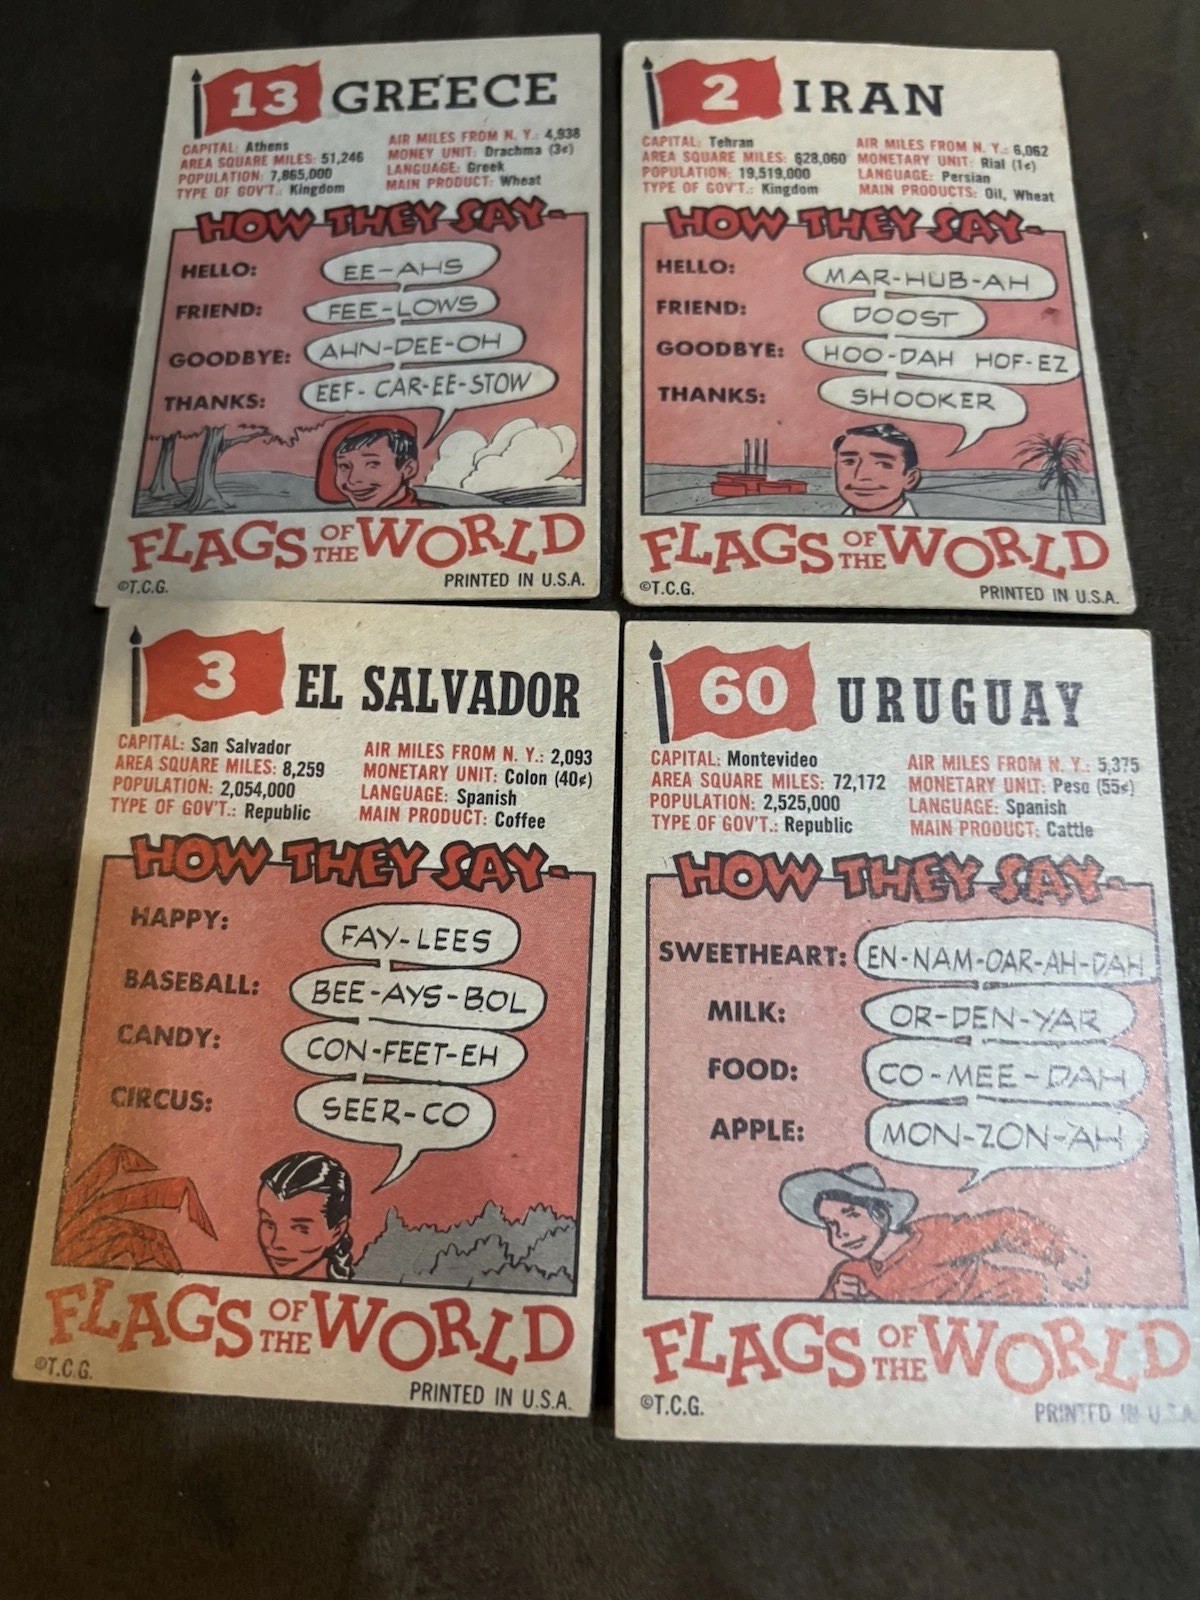 13 GREECE
CAPITAL: Athens
AREA SQUARE MILES: 51,246
POPULATION: 7,865,000
TYPE OF GOV'T.: Kingdom
AIR MILES FROM N. Y.: 4,938
MONEY UNIT: Drachma (3¢)
LANGUAGE: Greek
MAIN PRODUCT: Wheat
HOW THEY SAY-
HELLO: EE-AHS
FRIEND: FEE-LOWS
GOODBYE: AHN-DEE-OH
THANKS: EEF-CAR-EE-STOW
FLAGS OF THE WORLD
©T.C.G. PRINTED IN U.S.A.
2 IRAN
CAPITAL: Tehran
AREA SQUARE MILES: 628,060
POPULATION: 19,519,000
TYPE OF GOV'T.: Kingdom
AIR MILES FROM N. Y.: 6,062
MONETARY UNIT: Rial (1¢)
LANGUAGE: Persian
MAIN PRODUCTS: Oil, Wheat
HOW THEY SAY-
HELLO: MAR-HUB-AH
FRIEND: DOOST
GOODBYE: HOO-DAH HOF-EZ
THANKS: SHOOKER
FLAGS OF THE WORLD
©T.C.G. PRINTED IN U.S.A.
3 EL SALVADOR
CAPITAL: San Salvador
AREA SQUARE MILES: 8,259
POPULATION: 2,054,000
TYPE OF GOV'T.: Republic
AIR MILES FROM N. Y.: 2,093
MONETARY UNIT: Colon (40¢)
LANGUAGE: Spanish
MAIN PRODUCT: Coffee
HOW THEY SAY-
HAPPY: FAY-LEES
BASEBALL: BEE-AYS-BOL
CANDY: CON-FEET-EH
CIRCUS: SEER-CO
FLAGS OF THE WORLD
©T.C.G. PRINTED IN U.S.A.
60 URUGUAY
CAPITAL: Montevideo
AREA SQUARE MILES: 72,172
POPULATION: 2,525,000
TYPE OF GOV'T.: Republic
AIR MILES FROM N. Y.: 5,375
MONETARY UNIT: Peso (55¢)
LANGUAGE: Spanish
MAIN PRODUCT: Cattle
HOW THEY SAY-
SWEETHEART: EN-NAM-OAR-AH-DAH
MILK: OR-DEN-YAR
FOOD: CO-MEE-DAH
APPLE: MON-ZON-AH
FLAGS OF THE WORLD
©T.C.G. PRINTED IN U.S.A.